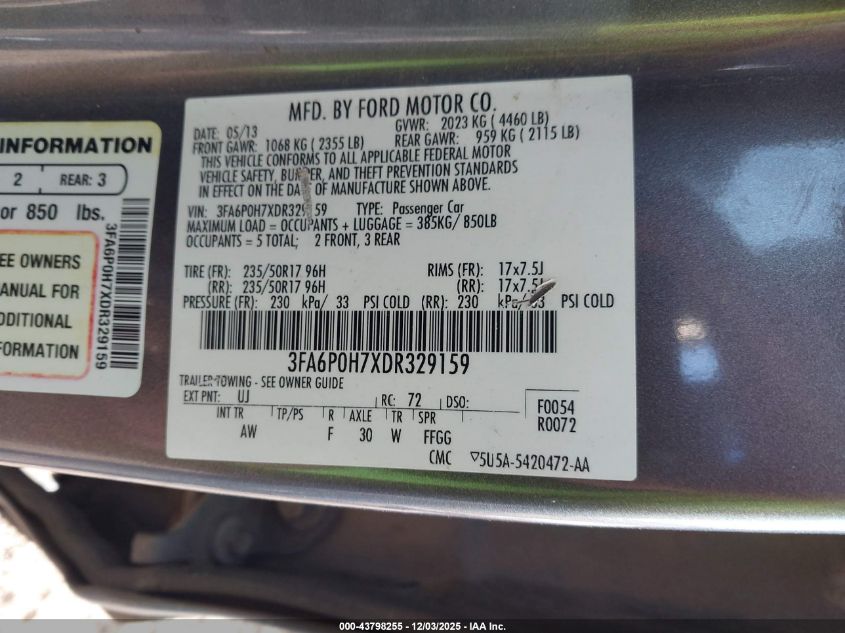 INFORMATION
2 REAR: 3
or 850 lbs.
EE OWNERS
ANUAL FOR
DDITIONAL
FORMATION
3FA6P0H7XDR329159
MFD. BY FORD MOTOR CO.
DATE: 05/13 GVWR: 2023 KG ( 4460 LB)
FRONT GAWR: 1068 KG ( 2355 LB) REAR GAWR: 959 KG ( 2115 LB)
THIS VEHICLE CONFORMS TO ALL APPLICABLE FEDERAL MOTOR
VEHICLE SAFETY, BUMPER, AND THEFT PREVENTION STANDARDS
IN EFFECT ON THE DATE OF MANUFACTURE SHOWN ABOVE.
VIN: 3FA6P0H7XDR329159 TYPE: Passenger Car
MAXIMUM LOAD = OCCUPANTS + LUGGAGE = 385KG/ 850LB
OCCUPANTS = 5 TOTAL; 2 FRONT, 3 REAR
TIRE (FR): 235/50R17 96H RIMS (FR): 17x7.5J
(RR): 235/50R17 96H (RR): 17x7.5J
PRESSURE (FR): 230 kPa/ 33 PSI COLD (RR): 230 kPa/ 33 PSI COLD
3FA6P0H7XDR329159
TRAILER TOWING - SEE OWNER GUIDE
EXT PNT: UJ RC: 72 DSO: F0054
INT TR TP/PS R AXLE TR SPR R0072
AW F 30 W FFGG
CMC ▽5U5A-5420472-AA
000-43798255 - 12/03/2025 - IAA Inc.